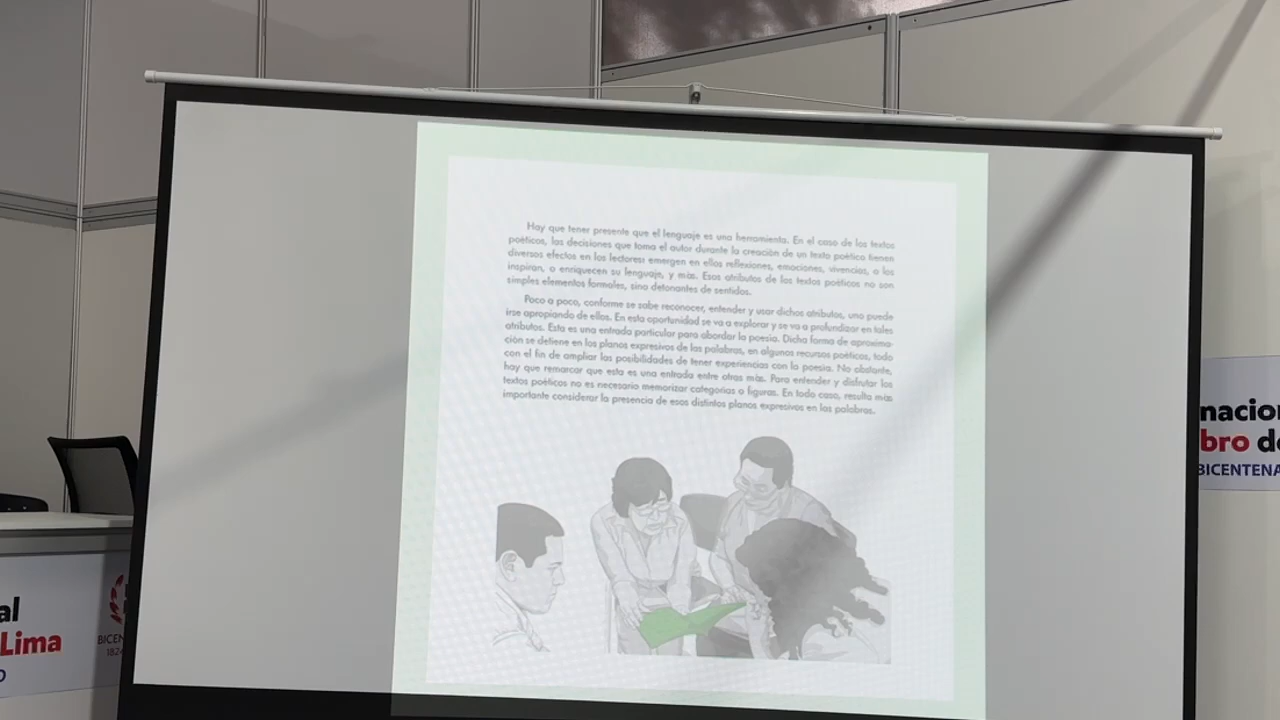 Hay que tener presente que el lenguaje es una herramienta. En el caso de los textos
poéticos, las decisiones que toma el autor durante la creación de un texto poético tienen
diversos efectos en los lectores: emergen en ellos reflexiones, emociones, vivencias, o los
inspiran, o enriquecen su lenguaje, y más. Esos atributos de los textos poéticos no son
simples elementos formales, sino detonantes de sentidos.
Poco a poco, conforme se sabe reconocer, entender y usar dichos atributos, uno puede
irse apropiando de ellos. En esta oportunidad se va a explorar y se va a profundizar en tales
atributos. Esta es una entrada particular para abordar la poesía. Dicha forma de aproxima-
ción se detiene en los planos expresivos de las palabras, en algunos recursos poéticos, todo
con el fin de ampliar las posibilidades de tener experiencias con la poesía. No obstante,
hay que remarcar que esta es una entrada entre otras más. Para entender y disfrutar los
textos poéticos no es necesario memorizar categorías o figuras. En todo caso, resulta más
importante considerar la presencia de esos distintos planos expresivos en las palabras.
nacio
bro de
BICENTENA
al
Lima
O
BICEN
182